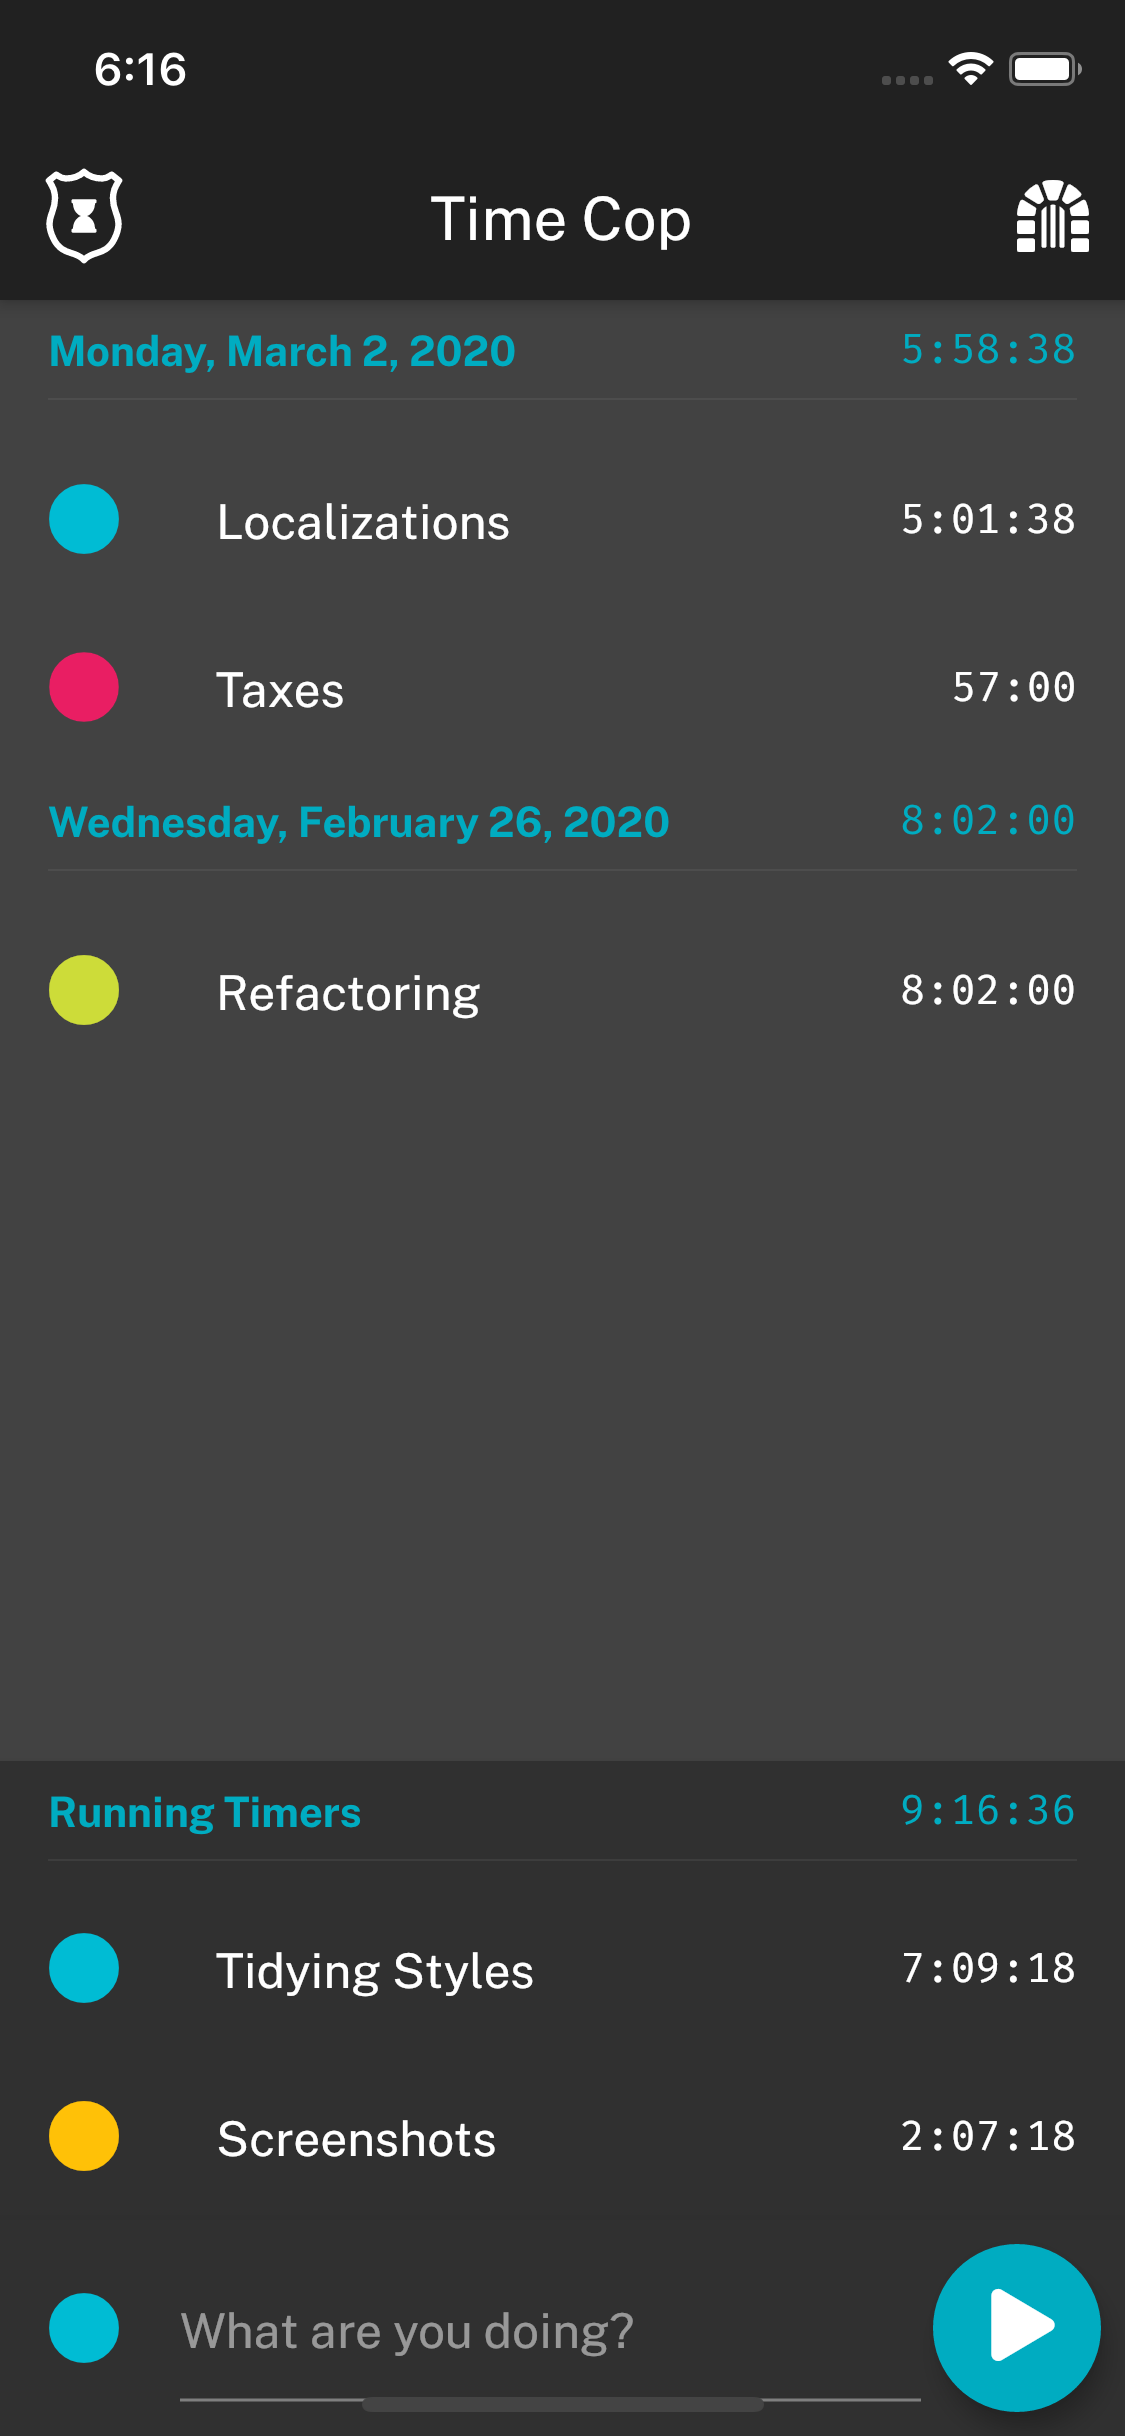 6:16
Time Cop
Monday, March 2, 2020 5:58:38
Localizations 5:01:38
Taxes 57:00
Wednesday, February 26, 2020 8:02:00
Refactoring 8:02:00
Running Timers 9:16:36
Tidying Styles 7:09:18
Screenshots 2:07:18
What are you doing?